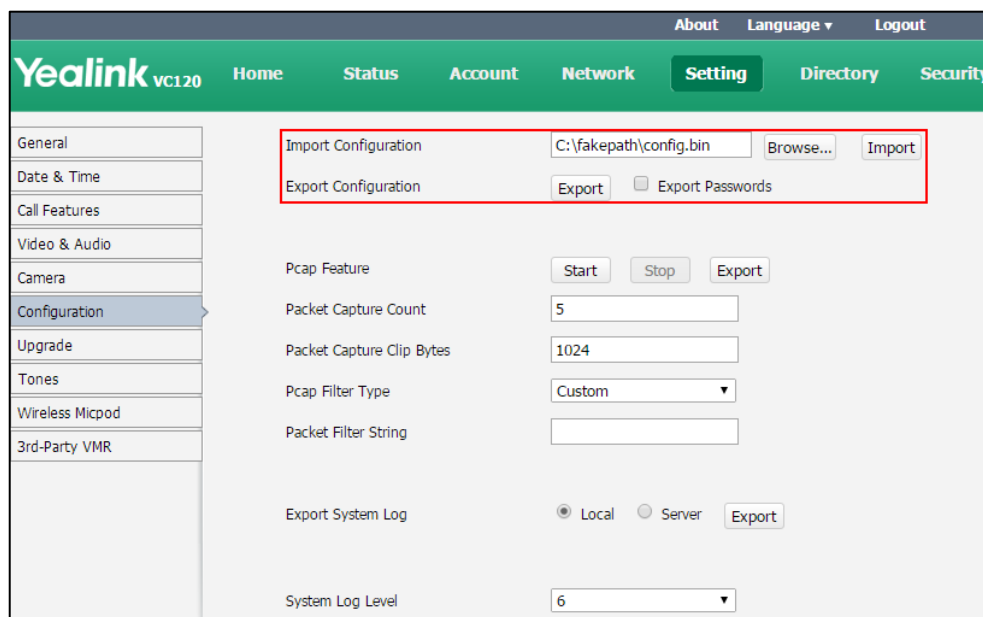 About Language ▾ Logout
Yealink VC120 Home Status Account Network Setting Directory Security
General
Date & Time
Call Features
Video & Audio
Camera
Configuration
Upgrade
Tones
Wireless Micpod
3rd-Party VMR
Import Configuration C:\fakepath\config.bin Browse... Import
Export Configuration Export Export Passwords
Pcap Feature Start Stop Export
Packet Capture Count 5
Packet Capture Clip Bytes 1024
Pcap Filter Type Custom
Packet Filter String
Export System Log Local Server Export
System Log Level 6